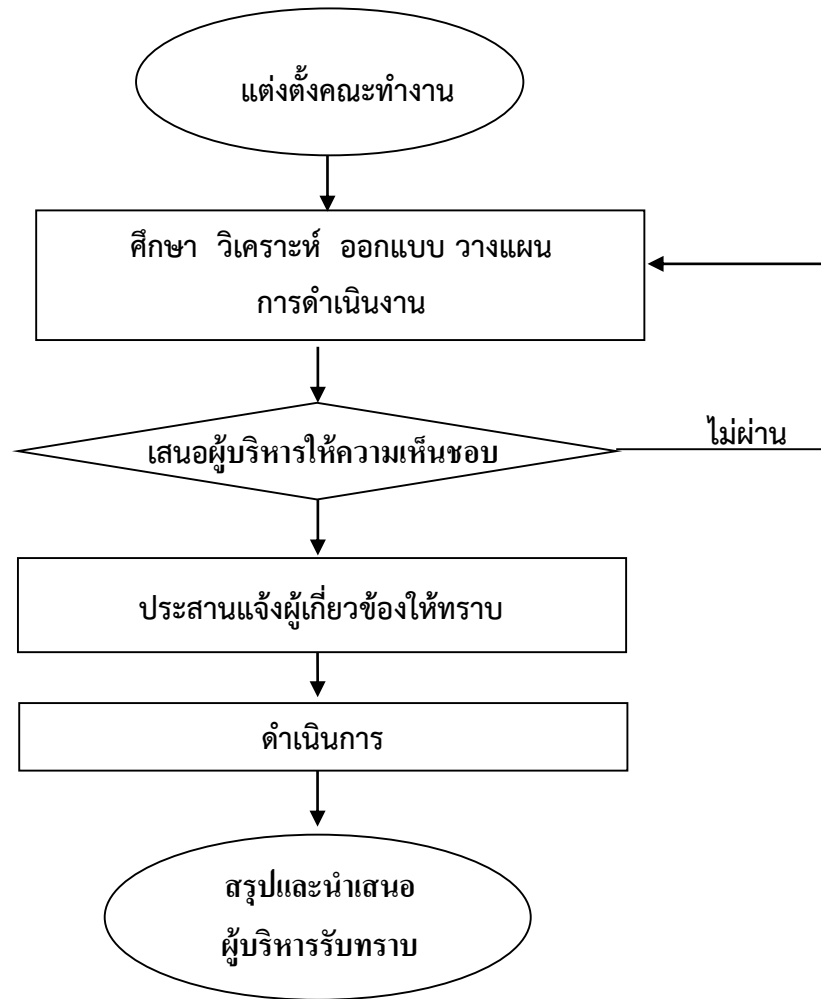 แต่งตั้งคณะทำงาน
ศึกษา วิเคราะห์ ออกแบบ วางแผน
การดำเนินงาน
เสนอผู้บริหารให้ความเห็นชอบ
ไม่ผ่าน
ประสานแจ้งผู้เกี่ยวข้องให้ทราบ
ดำเนินการ
สรุปและนำเสนอ
ผู้บริหารรับทราบ